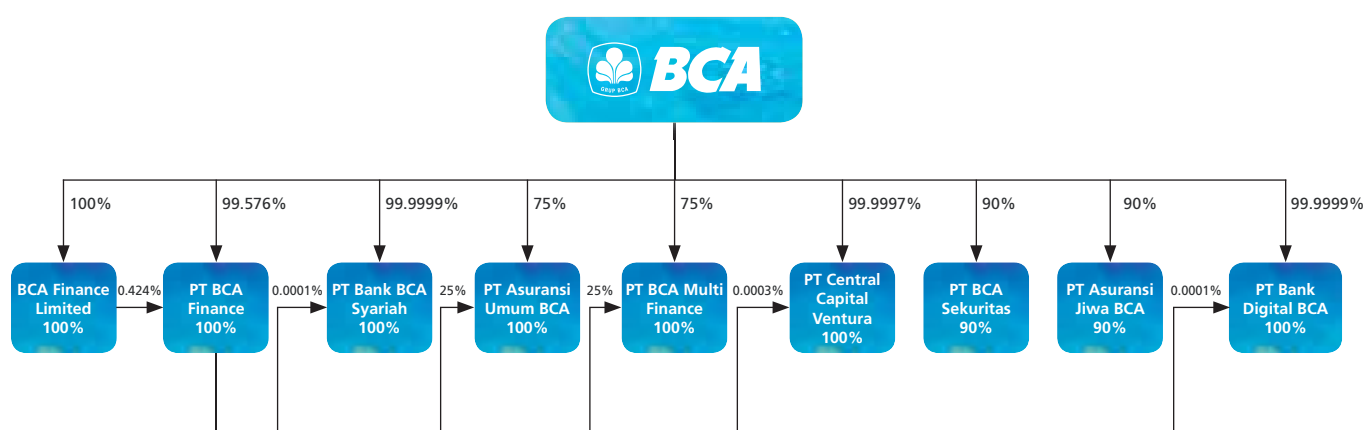 GRUP BCA
BCA
100%
99.576%
99.9999%
75%
75%
99.9997%
90%
90%
99.9999%
BCA Finance
Limited
100%
0.424%
PT BCA
Finance
100%
0.0001%
PT Bank BCA
Syariah
100%
25%
PT Asuransi
Umum BCA
100%
25%
PT BCA Multi
Finance
100%
0.0003%
PT Central
Capital
Ventura
100%
PT BCA
Sekuritas
90%
PT Asuransi
Jiwa BCA
90%
0.0001%
PT Bank
Digital BCA
100%